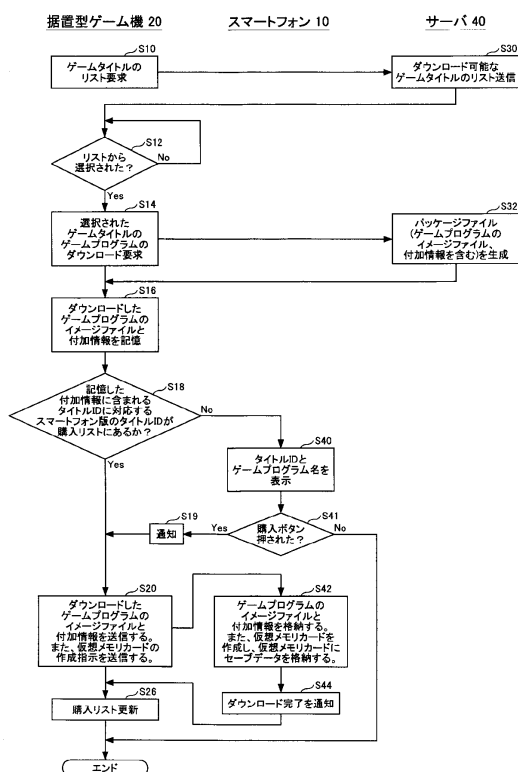 据置型ゲーム機 20
スマートフォン 10
サーバ 40
S10
ゲームタイトルの
リスト要求
S30
ダウンロード可能な
ゲームタイトルのリスト送信
S12
リストから
選択された?
No
Yes
S14
選択された
ゲームタイトルの
ゲームプログラムの
ダウンロード要求
S32
パッケージファイル
(ゲームプログラムの
イメージファイル、
付加情報を含む)を生成
S16
ダウンロードした
ゲームプログラムの
イメージファイルと
付加情報を記憶
S18
記憶した
付加情報に含まれる
タイトルIDに対応する
スマートフォン版のタイトルIDが
購入リストにあるか?
No
Yes
S40
タイトルIDと
ゲームプログラム名を
表示
S41
購入ボタン
押された?
Yes
No
S19
通知
S20
ダウンロードした
ゲームプログラムの
イメージファイルと
付加情報を送信する。
また、仮想メモリカードの
作成指示を送信する。
S42
ゲームプログラムの
イメージファイルと
付加情報を格納する。
また、仮想メモリカードを
作成し、仮想メモリカードに
セーブデータを格納する。
S44
ダウンロード完了を通知
S26
購入リスト更新
エンド